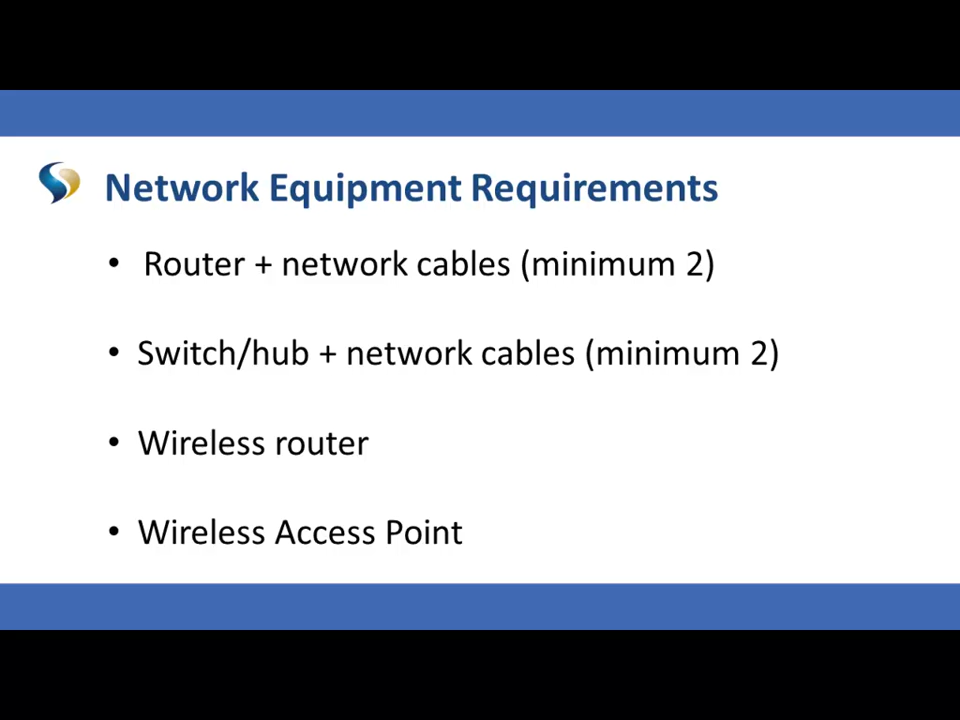 Network Equipment Requirements
• Router + network cables (minimum 2)
• Switch/hub + network cables (minimum 2)
• Wireless router
• Wireless Access Point